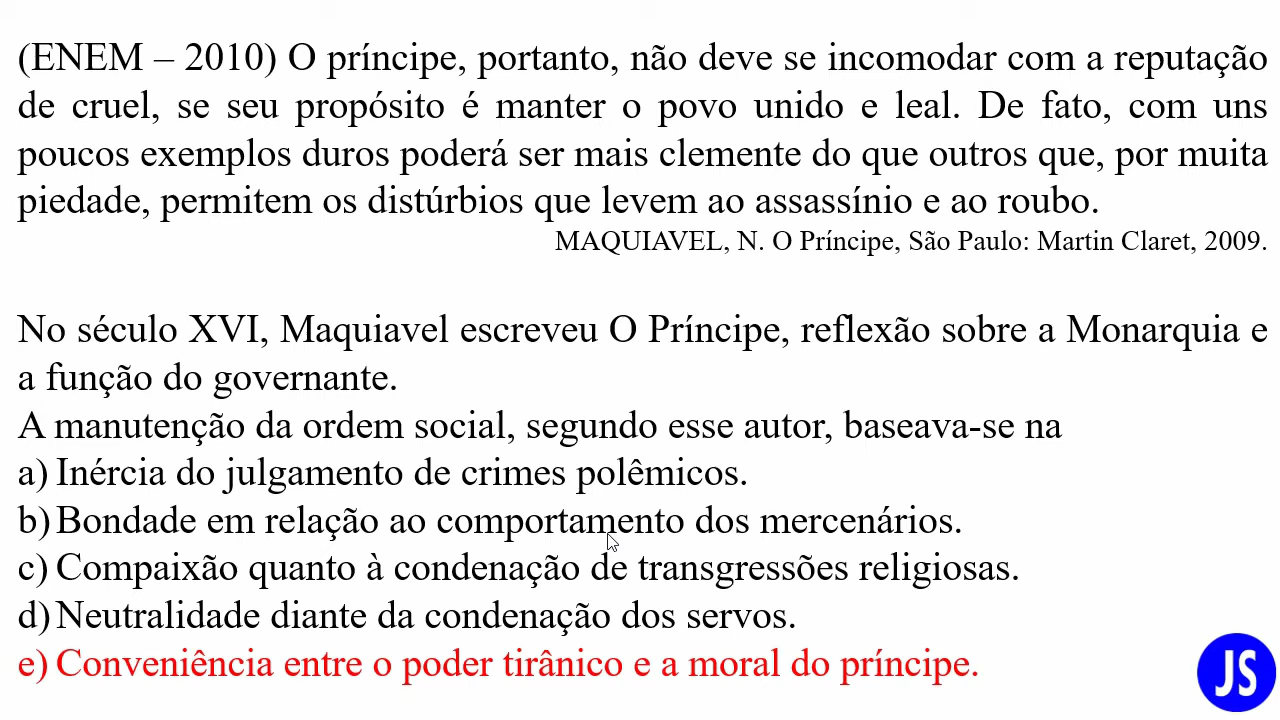 (ENEM – 2010) O príncipe, portanto, não deve se incomodar com a reputação
de cruel, se seu propósito é manter o povo unido e leal. De fato, com uns
poucos exemplos duros poderá ser mais clemente do que outros que, por muita
piedade, permitem os distúrbios que levem ao assassínio e ao roubo.
MAQUIAVEL, N. O Príncipe, São Paulo: Martin Claret, 2009.
No século XVI, Maquiavel escreveu O Príncipe, reflexão sobre a Monarquia e
a função do governante.
A manutenção da ordem social, segundo esse autor, baseava-se na
a) Inércia do julgamento de crimes polêmicos.
b) Bondade em relação ao comportamento dos mercenários.
c) Compaixão quanto à condenação de transgressões religiosas.
d) Neutralidade diante da condenação dos servos.
e) Conveniência entre o poder tirânico e a moral do príncipe.
JS